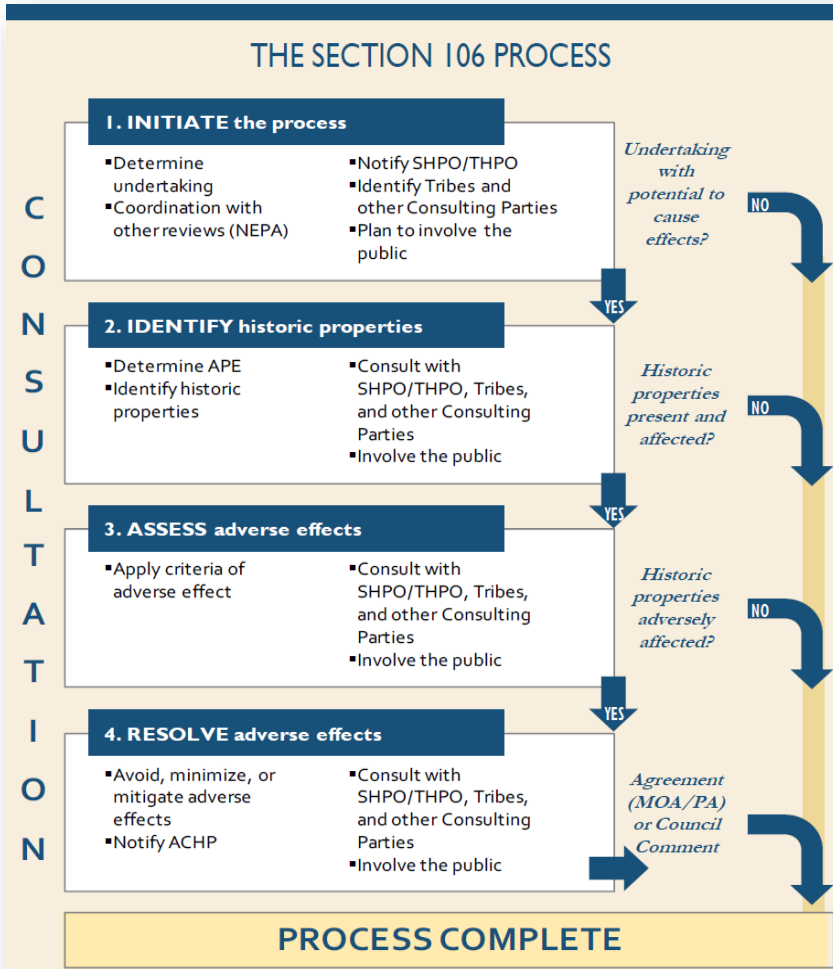 THE SECTION 106 PROCESS
CONSULTATION
1. INITIATE the process
▪Determine
undertaking
▪Coordination with
other reviews (NEPA)
▪Notify SHPO/THPO
▪Identify Tribes and
other Consulting Parties
▪Plan to involve the
public
Undertaking
with
potential to
cause
effects?
NO
YES
2. IDENTIFY historic properties
▪Determine APE
▪Identify historic
properties
▪Consult with
SHPO/THPO, Tribes,
and other Consulting
Parties
▪Involve the public
Historic
properties
present and
affected?
NO
YES
3. ASSESS adverse effects
▪Apply criteria of
adverse effect
▪Consult with
SHPO/THPO, Tribes,
and other Consulting
Parties
▪Involve the public
Historic
properties
adversely
affected?
NO
YES
4. RESOLVE adverse effects
▪Avoid, minimize, or
mitigate adverse
effects
▪Notify ACHP
▪Consult with
SHPO/THPO, Tribes,
and other Consulting
Parties
▪Involve the public
Agreement
(MOA/PA)
or Council
Comment
PROCESS COMPLETE